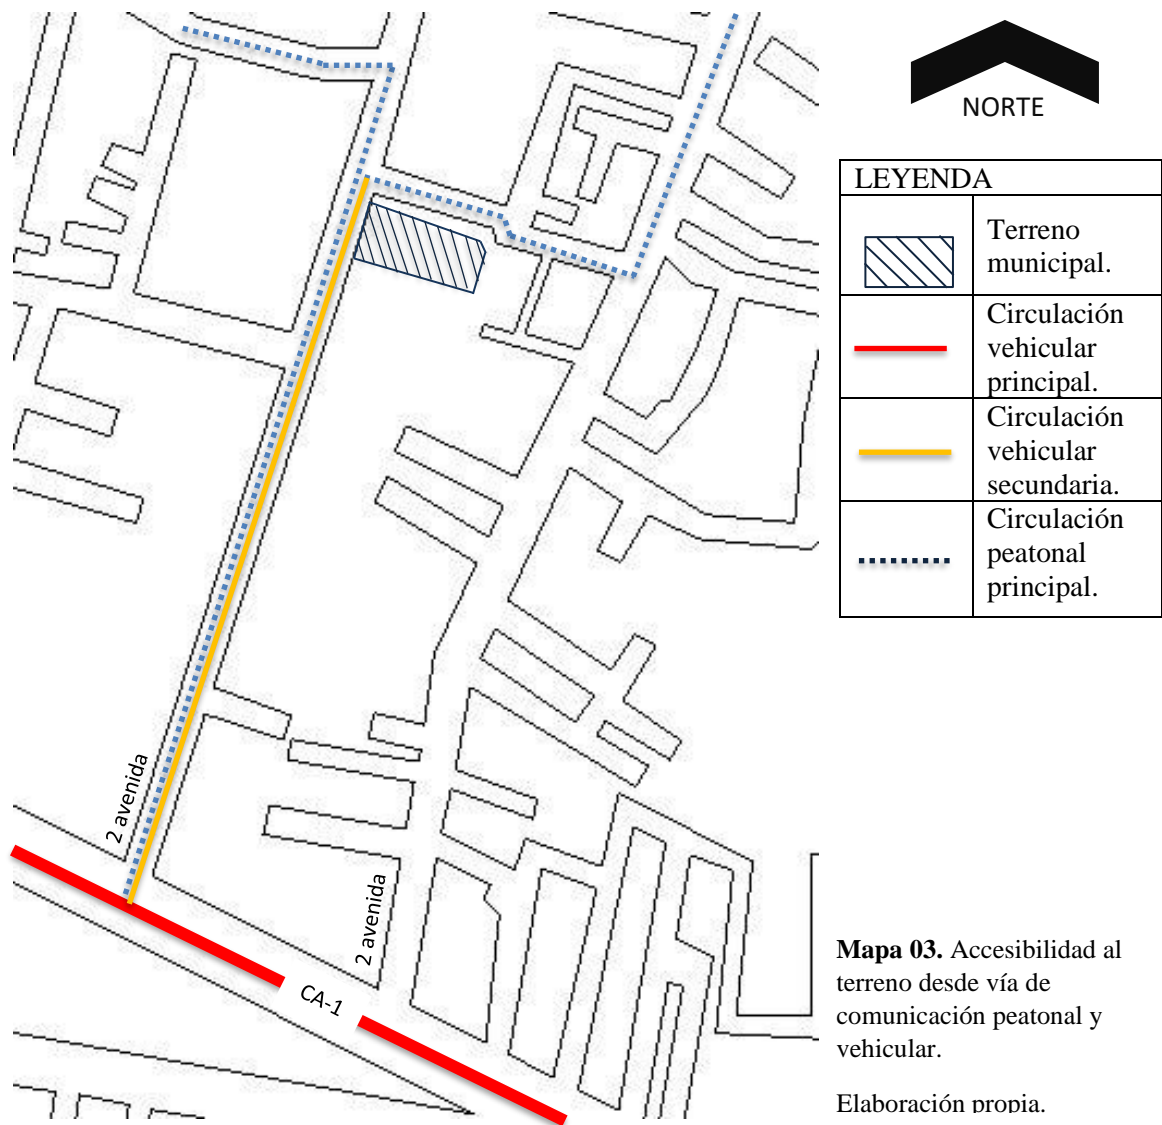 NORTE
LEYENDA
Terreno
municipal.
Circulación
vehicular
principal.
Circulación
vehicular
secundaria.
Circulación
peatonal
principal.
2 avenida
2 avenida
CA-1
Mapa 03. Accesibilidad al
terreno desde vía de
comunicación peatonal y
vehicular.
Elaboración propia.